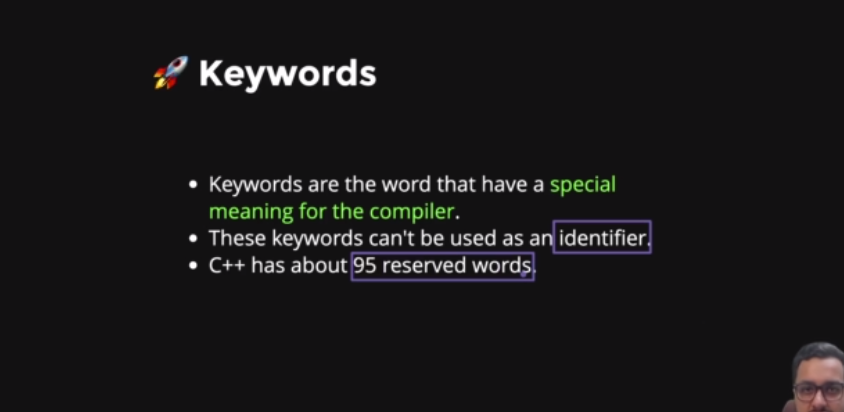 Keywords
• Keywords are the word that have a special
meaning for the compiler.
• These keywords can't be used as an identifier.
• C++ has about 95 reserved words.